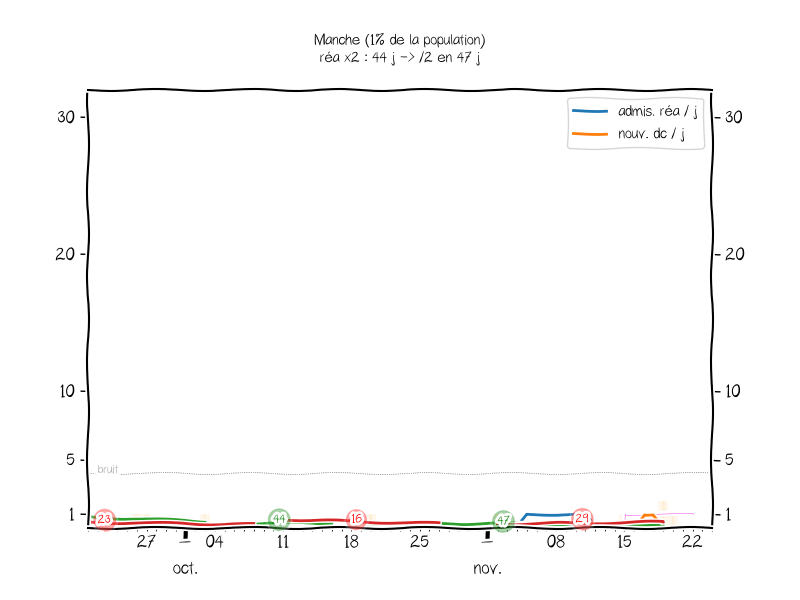 Manche (1% de la population)
réa x2 : 44 j -> /2 en 47 j
30 30
admis. réa / j
nouv. dc / j
20 20
10 10
5 5
bruit
1 1
23 44 16 47 29
27 04 11 18 25 08 15 22
oct. nov.